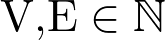 V,E ∈ ℕ